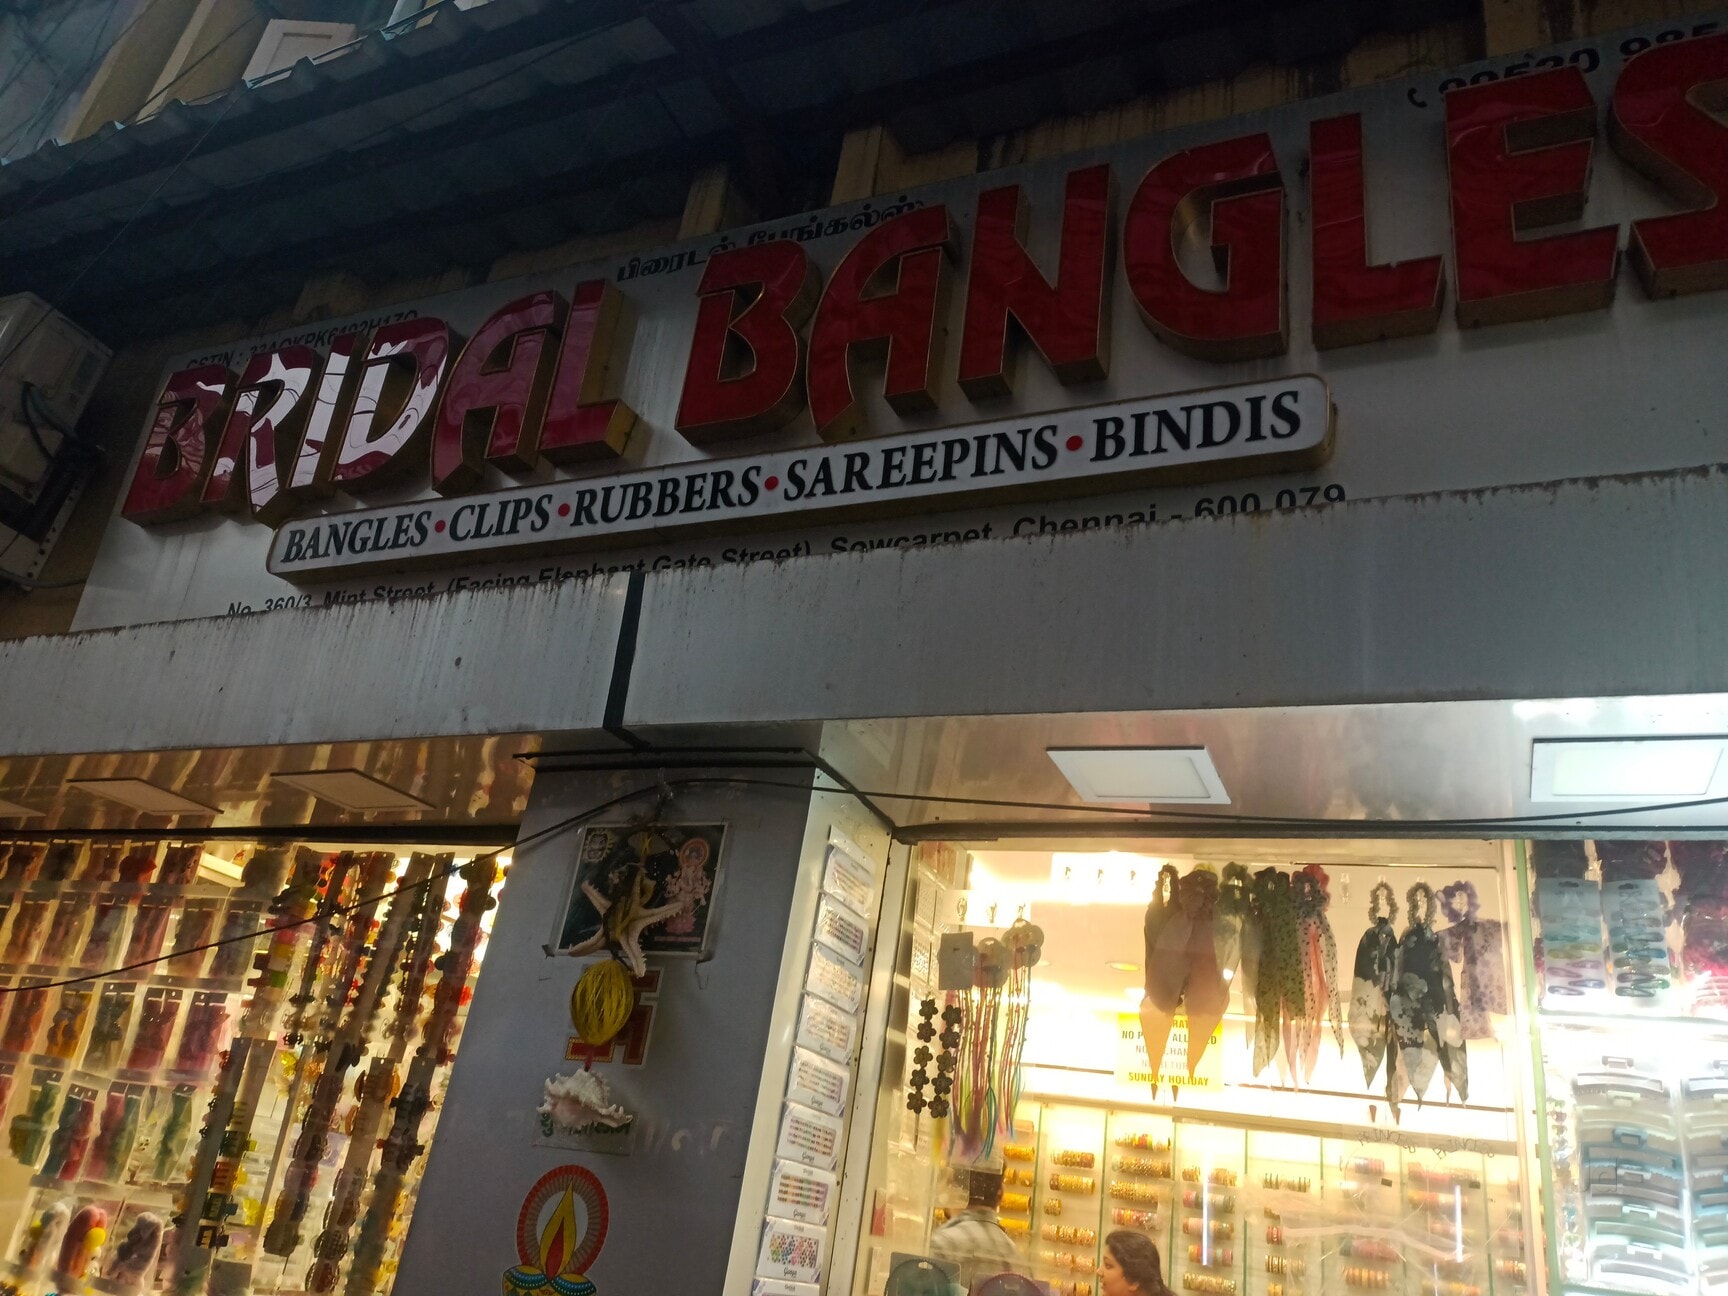 பிரைடல் பேங்கல்ஸ்
BRIDAL BANGLES
BANGLES • CLIPS • RUBBERS • SAREEPINS • BINDIS
No. 360/3, Mint Street, (Facing Elephant Gate Street), Sowcarpet, Chennai - 600 079
SUNDAY HOLIDAY